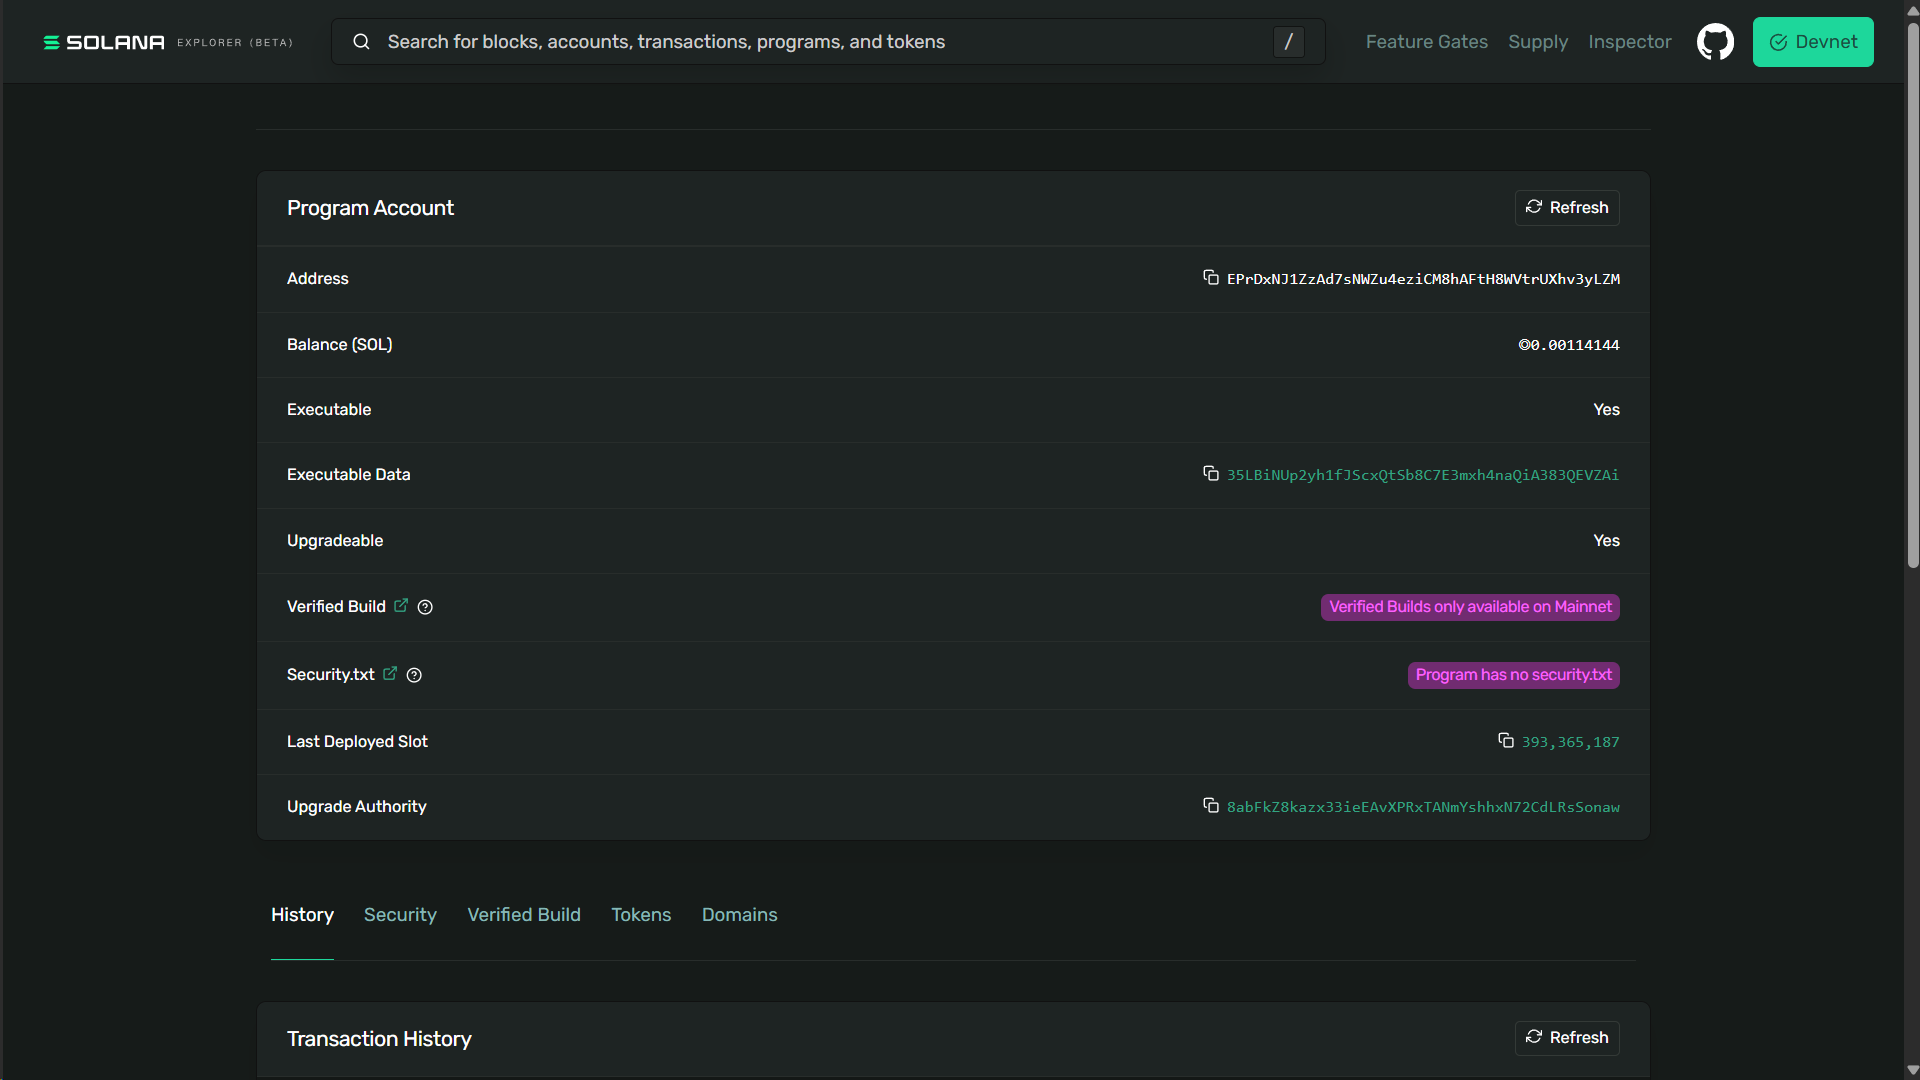 SOLANA EXPLORER (BETA)
Search for blocks, accounts, transactions, programs, and tokens /
Feature Gates Supply Inspector Devnet
Program Account Refresh
Address EPrDxNJ1ZzAd7sNWZu4eziCM8hAFtH8WVtrUXhv3yLZM
Balance (SOL) ◎0.00114144
Executable Yes
Executable Data 35LBiNUp2yh1fJScxQtSb8C7E3mxh4naQiA383QEVZAi
Upgradeable Yes
Verified Build Verified Builds only available on Mainnet
Security.txt Program has no security.txt
Last Deployed Slot 393,365,187
Upgrade Authority 8abFkZ8kazx33ieEAvXPRxTANmYshhxN72CdLRsSonaw
History Security Verified Build Tokens Domains
Transaction History Refresh